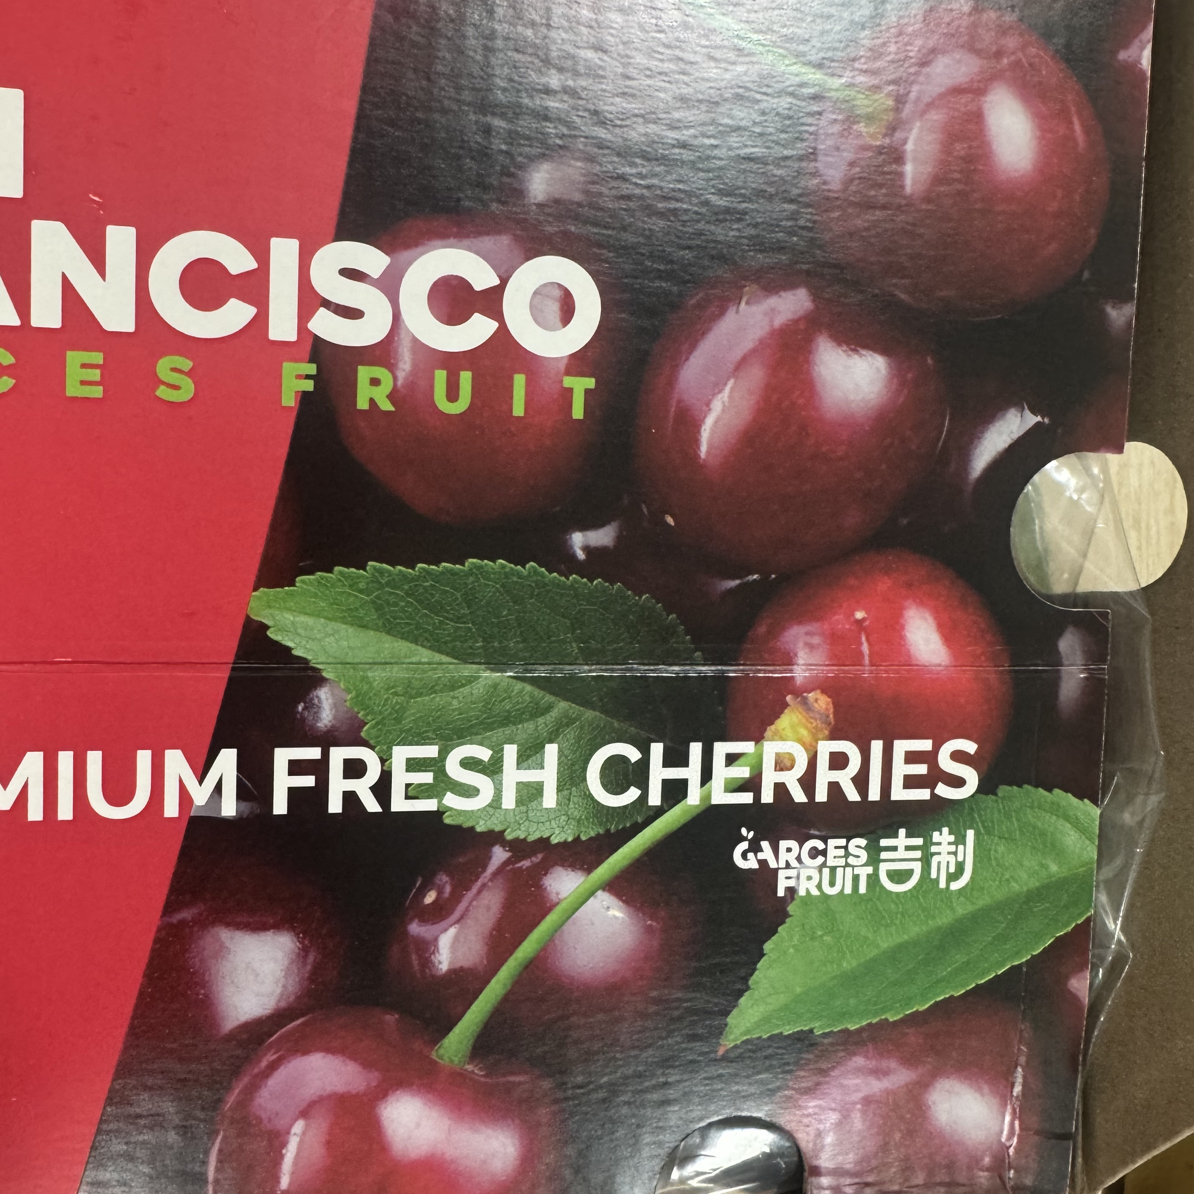 N
ANCISCO
CES FRUIT
MIUM FRESH CHERRIES
GARCES
FRUIT 吉制